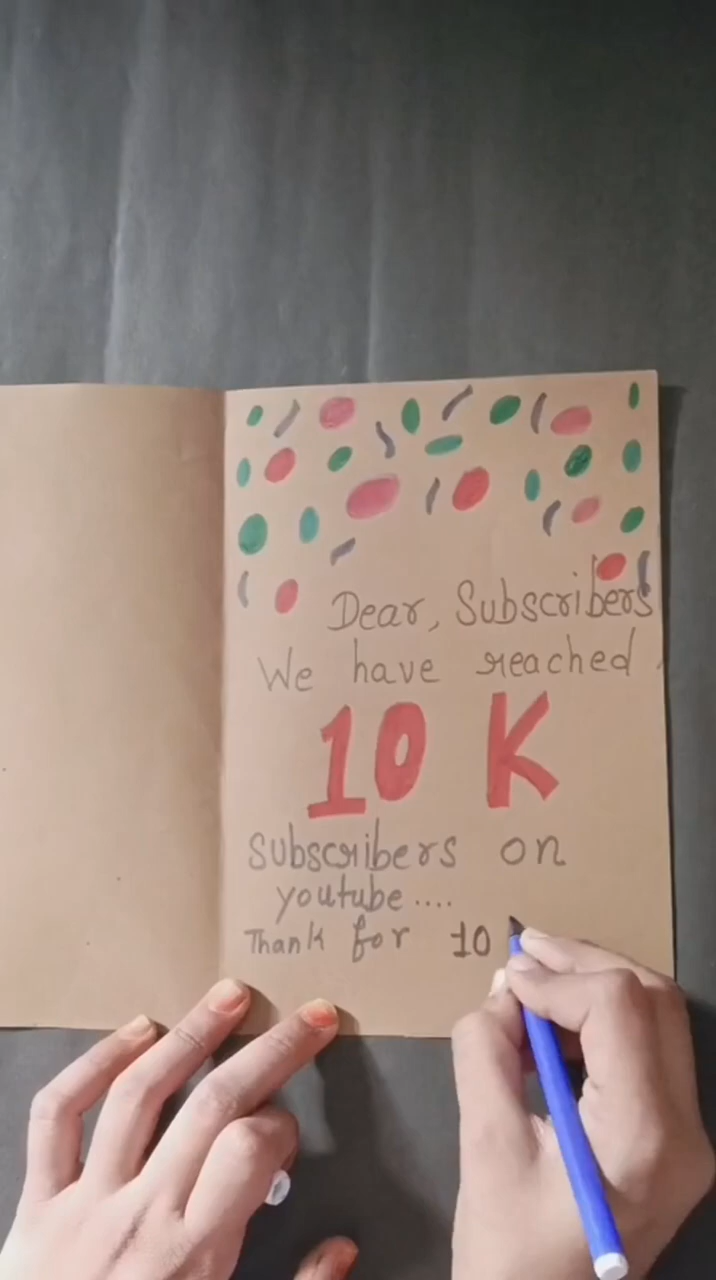 Dear, Subscribers
We have reached
10 K
Subscribers on
youtube....
Thank for 10